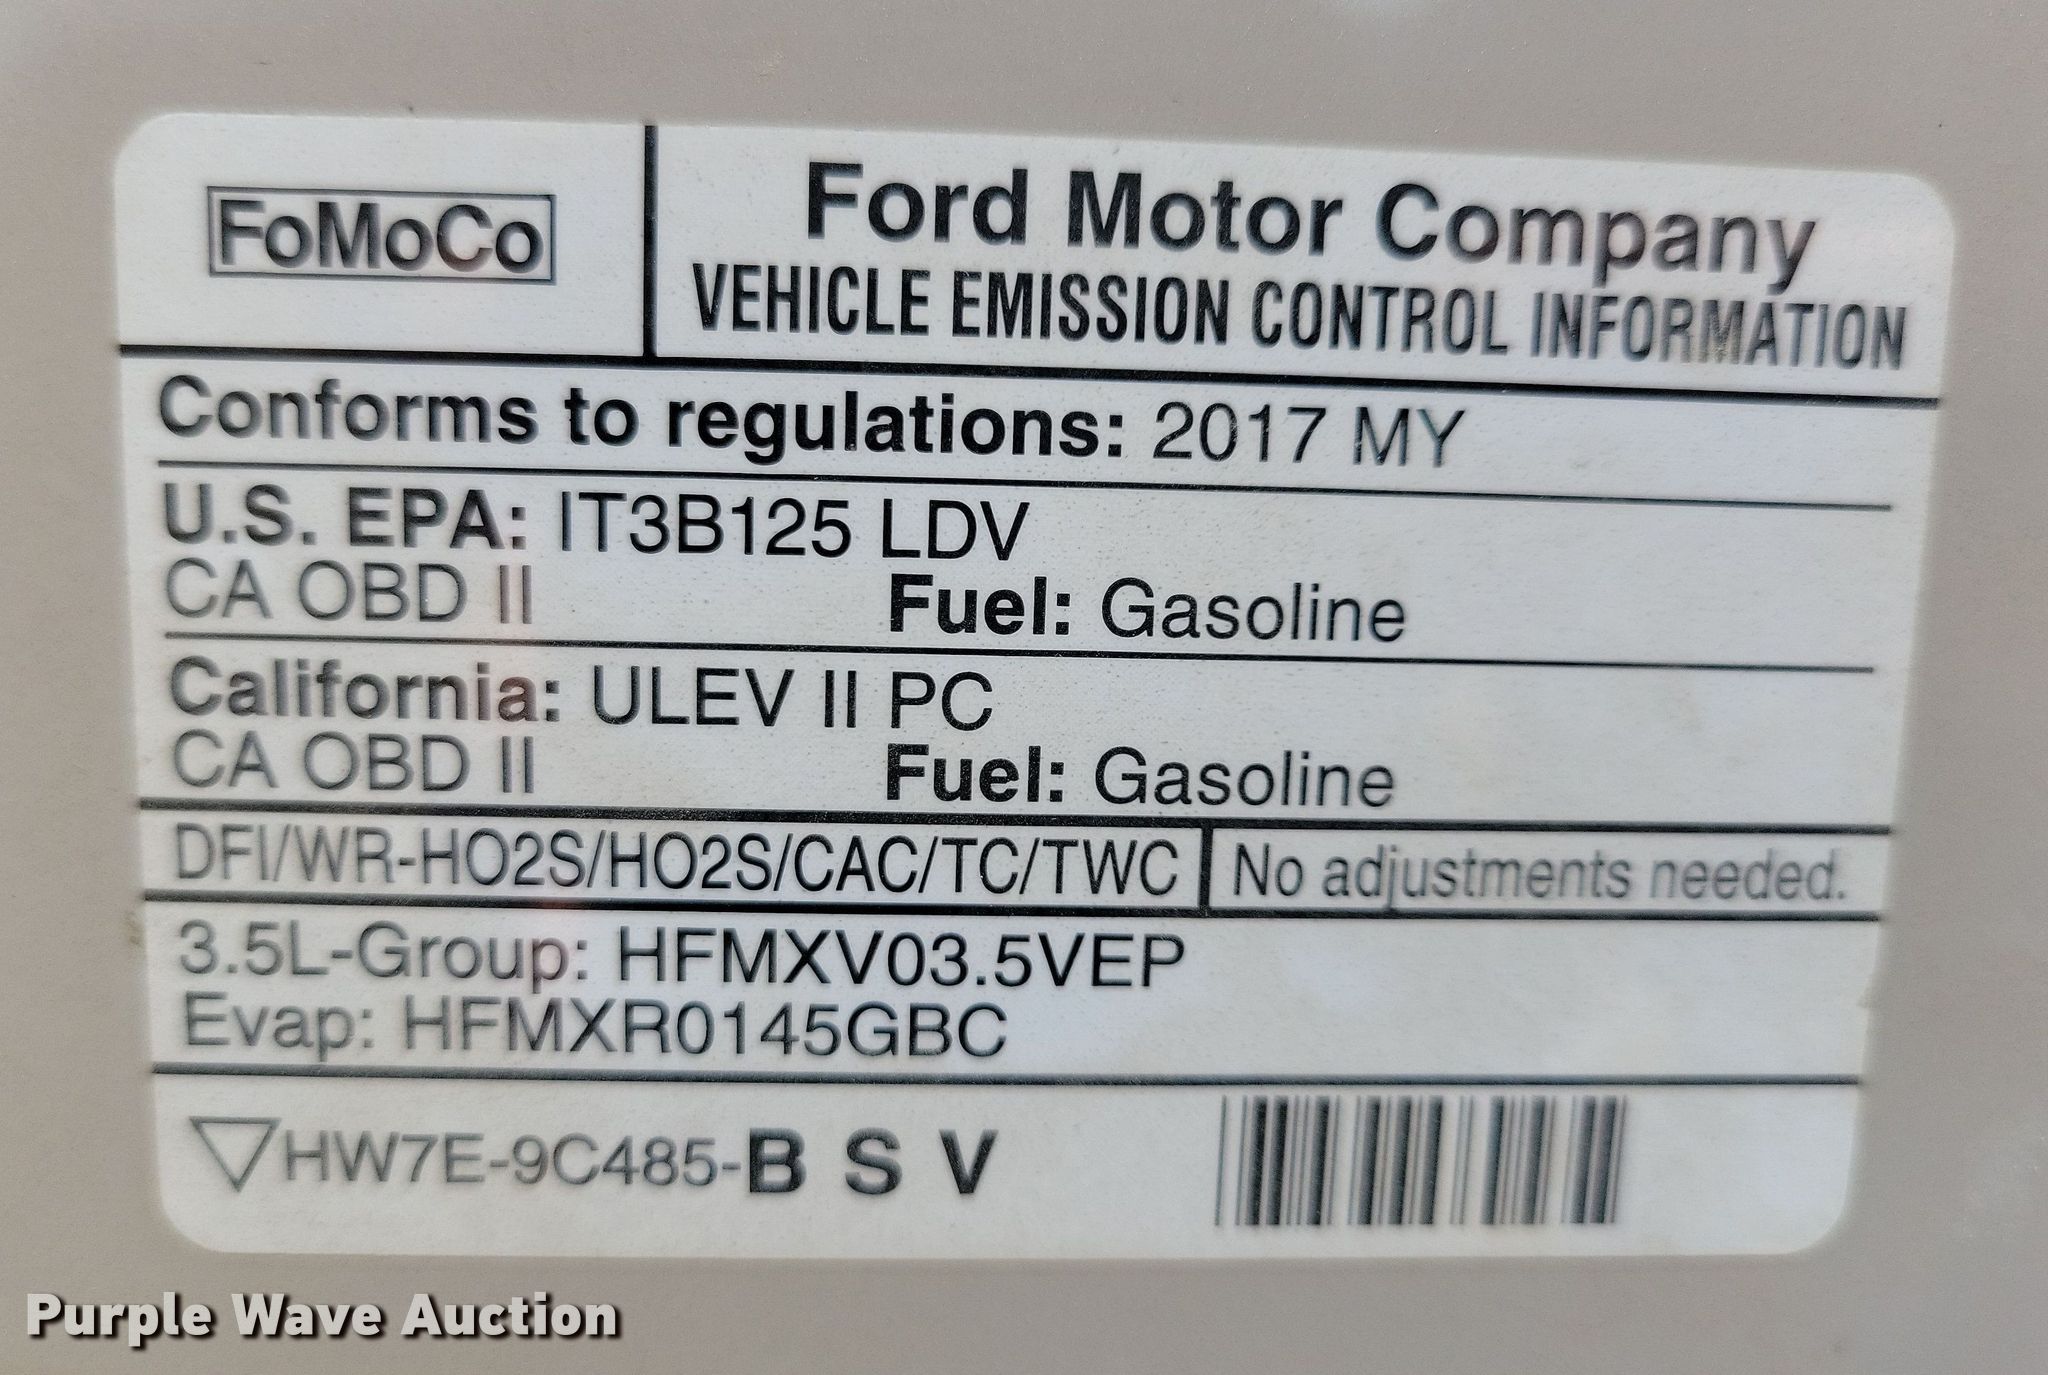 FoMoCo
Ford Motor Company
VEHICLE EMISSION CONTROL INFORMATION
Conforms to regulations: 2017 MY
U.S. EPA: IT3B125 LDV
CA OBD II Fuel: Gasoline
California: ULEV II PC
CA OBD II Fuel: Gasoline
DFI/WR-HO2S/HO2S/CAC/TC/TWC No adjustments needed.
3.5L-Group: HFMXV03.5VEP
Evap: HFMXR0145GBC
HW7E-9C485-B S V
Purple Wave Auction